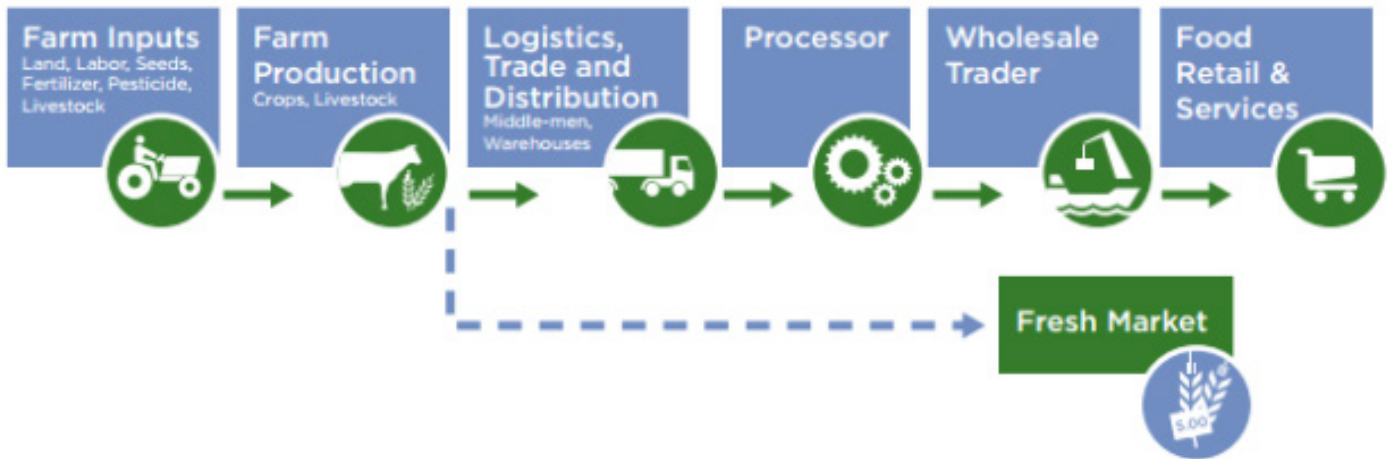 Farm Inputs
Land, Labor, Seeds,
Fertilizer, Pesticide,
Livestock
Farm
Production
Crops, Livestock
Logistics,
Trade and
Distribution
Middle-men,
Warehouses
Processor
Wholesale
Trader
Food
Retail &
Services
Fresh Market
5.00